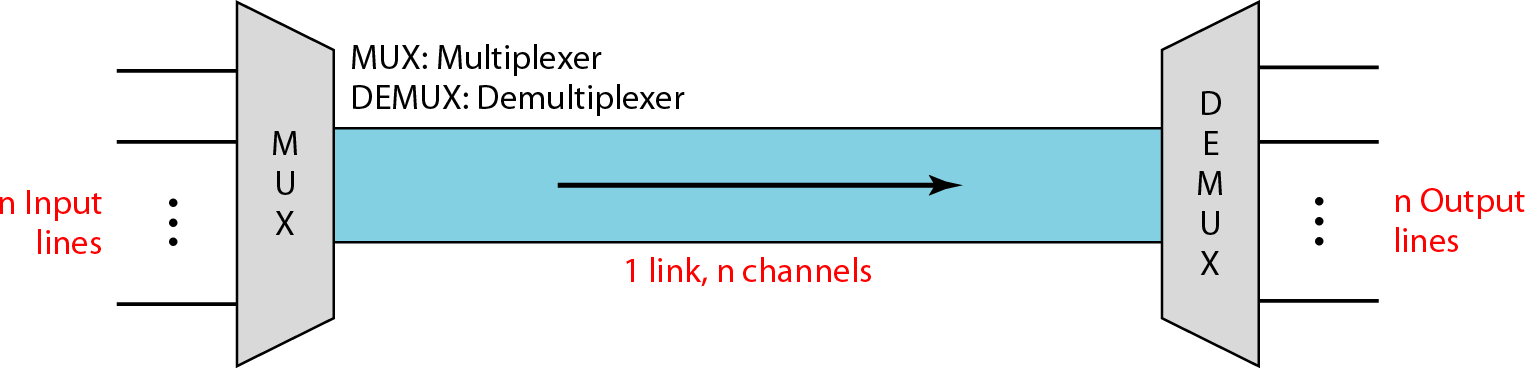 MUX: Multiplexer
DEMUX: Demultiplexer
M
U
X
D
E
M
U
X
n Input
lines
n Output
lines
1 link, n channels